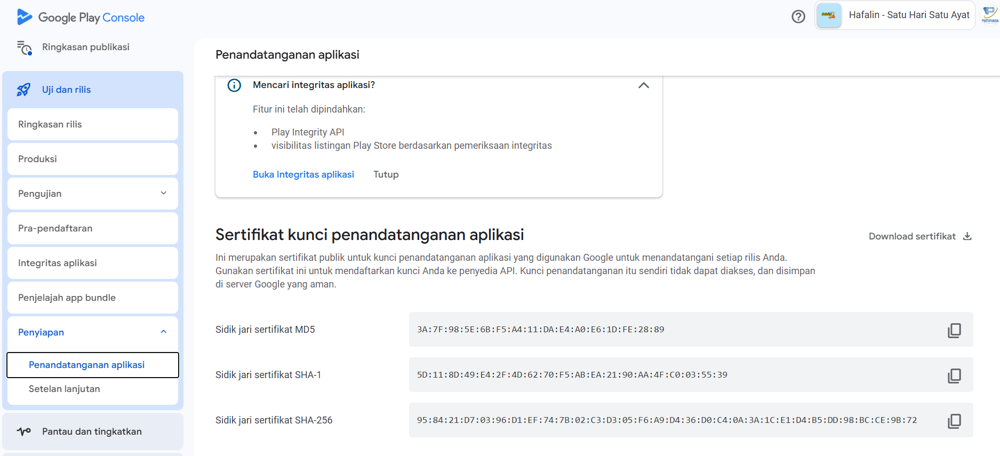 Google Play Console
Hafalin - Satu Hari Satu Ayat
PUSTIPANDA
Ringkasan publikasi
Uji dan rilis
Ringkasan rilis
Produksi
Pengujian
Pra-pendaftaran
Integritas aplikasi
Penjelajah app bundle
Penyiapan
Penandatanganan aplikasi
Setelan lanjutan
Pantau dan tingkatkan
Penandatanganan aplikasi
Mencari integritas aplikasi?
Fitur ini telah dipindahkan:
• Play Integrity API
• visibilitas listingan Play Store berdasarkan pemeriksaan integritas
Buka Integritas aplikasi Tutup
Sertifikat kunci penandatanganan aplikasi
Download sertifikat
Ini merupakan sertifikat publik untuk kunci penandatanganan aplikasi yang digunakan Google untuk menandatangani setiap rilis Anda.
Gunakan sertifikat ini untuk mendaftarkan kunci Anda ke penyedia API. Kunci penandatanganan itu sendiri tidak dapat diakses, dan disimpan
di server Google yang aman.
Sidik jari sertifikat MD5
3A:7F:98:5E:6B:F5:A4:11:DA:E4:A0:E6:1D:FE:28:89
Sidik jari sertifikat SHA-1
5D:11:8D:49:E4:2F:4D:62:70:F5:AB:EA:21:90:AA:4F:C0:03:55:39
Sidik jari sertifikat SHA-256
95:84:21:D7:03:96:D1:EF:74:7B:02:C3:D3:05:F6:A9:D4:36:D0:C4:0A:3A:1C:E1:D4:B5:DD:98:BC:CE:9B:72